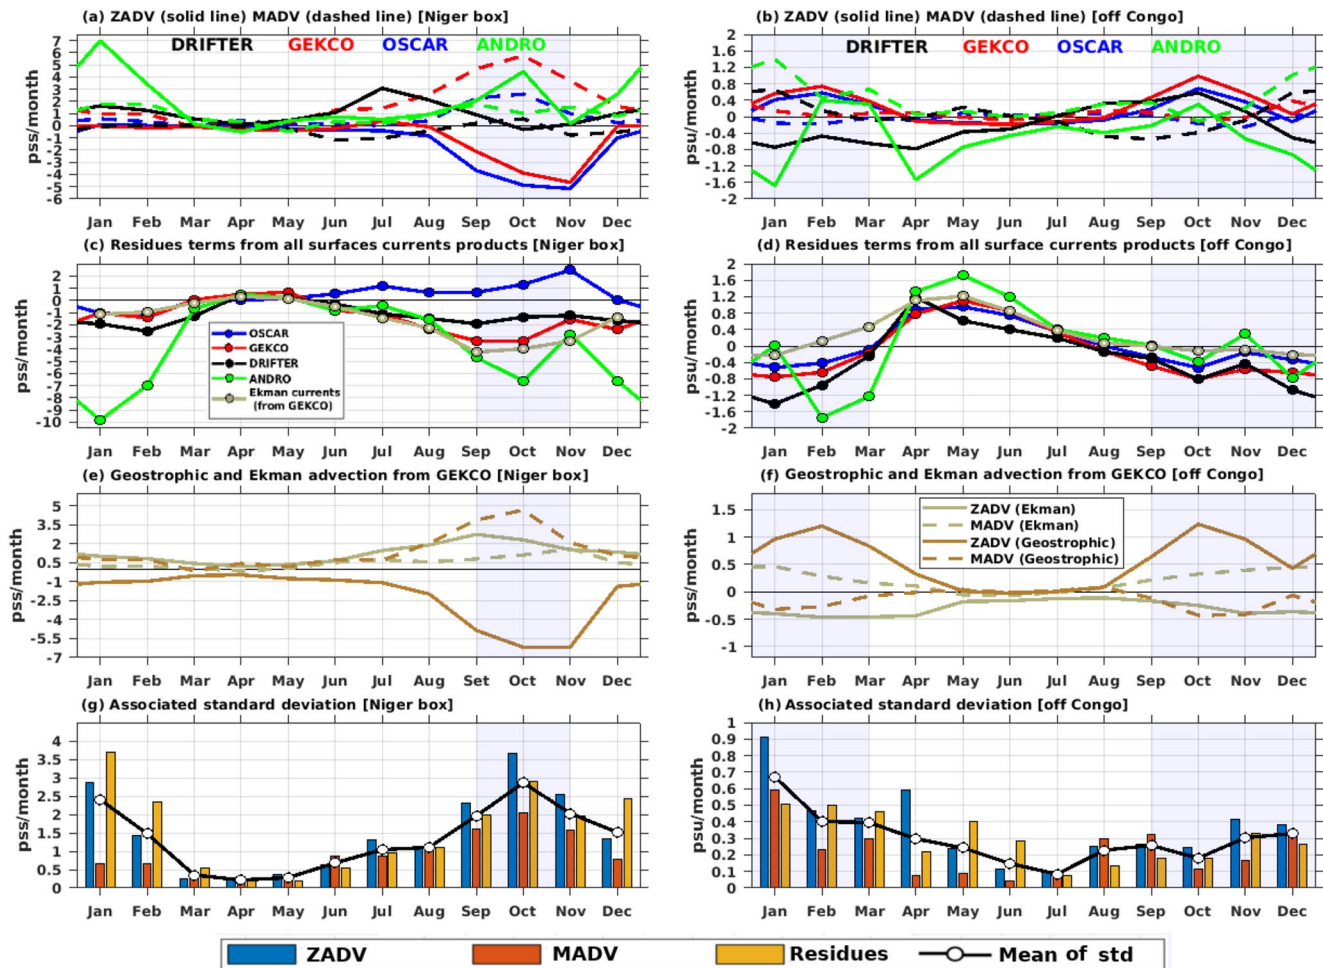 (a) ZADV (solid line) MADV (dashed line) [Niger box]
DRIFTER GEKCO OSCAR ANDRO
pss/month
7
6
5
4
3
2
1
0
-1
-2
-3
-4
-5
-6
Jan Feb Mar Apr May Jun Jul Aug Sep Oct Nov Dec
(b) ZADV (solid line) MADV (dashed line) [off Congo]
DRIFTER GEKCO OSCAR ANDRO
psu/month
2
1.6
1.2
0.8
0.4
0
-0.4
-0.8
-1.2
-1.6
-2
Jan Feb Mar Apr May Jun Jul Aug Sep Oct Nov Dec
(c) Residues terms from all surfaces currents products [Niger box]
pss/month
2
1
0
-1
-2
-3
-4
-5
-6
-7
-8
-9
-10
OSCAR
GEKCO
DRIFTER
ANDRO
Ekman currents
(from GEKCO)
Jan Feb Mar Apr May Jun Jul Aug Sep Oct Nov Dec
(d) Residues terms from all surface currents products [off Congo]
psu/month
2
1.6
1.2
0.8
0.4
0
-0.4
-0.8
-1.2
-1.6
-2
Jan Feb Mar Apr May Jun Jul Aug Sep Oct Nov Dec
(e) Geostrophic and Ekman advection from GEKCO [Niger box]
pss/month
5
3.5
2
0.5
-1
-2.5
-4
-5.5
-7
Jan Feb Mar Apr May Jun Jul Aug Set Oct Nov Dec
(f) Geostrophic and Ekman advection from GEKCO [off Congo]
pss/month
1.5
1
0.5
0
-0.5
-1
ZADV (Ekman)
MADV (Ekman)
ZADV (Geostrophic)
MADV (Geostrophic)
Jan Feb Mar Apr May Jun Jul Aug Sep Oct Nov Dec
(g) Associated standard deviation [Niger box]
pss/month
4
3.5
3
2.5
2
1.5
1
0.5
0
Jan Feb Mar Apr May Jun Jul Aug Sep Oct Nov Dec
(h) Associated standard deviation [off Congo]
psu/month
1
0.9
0.8
0.7
0.6
0.5
0.4
0.3
0.2
0.1
0
Jan Feb Mar Apr May Jun Jul Aug Sep Oct Nov Dec
ZADV MADV Residues Mean of std